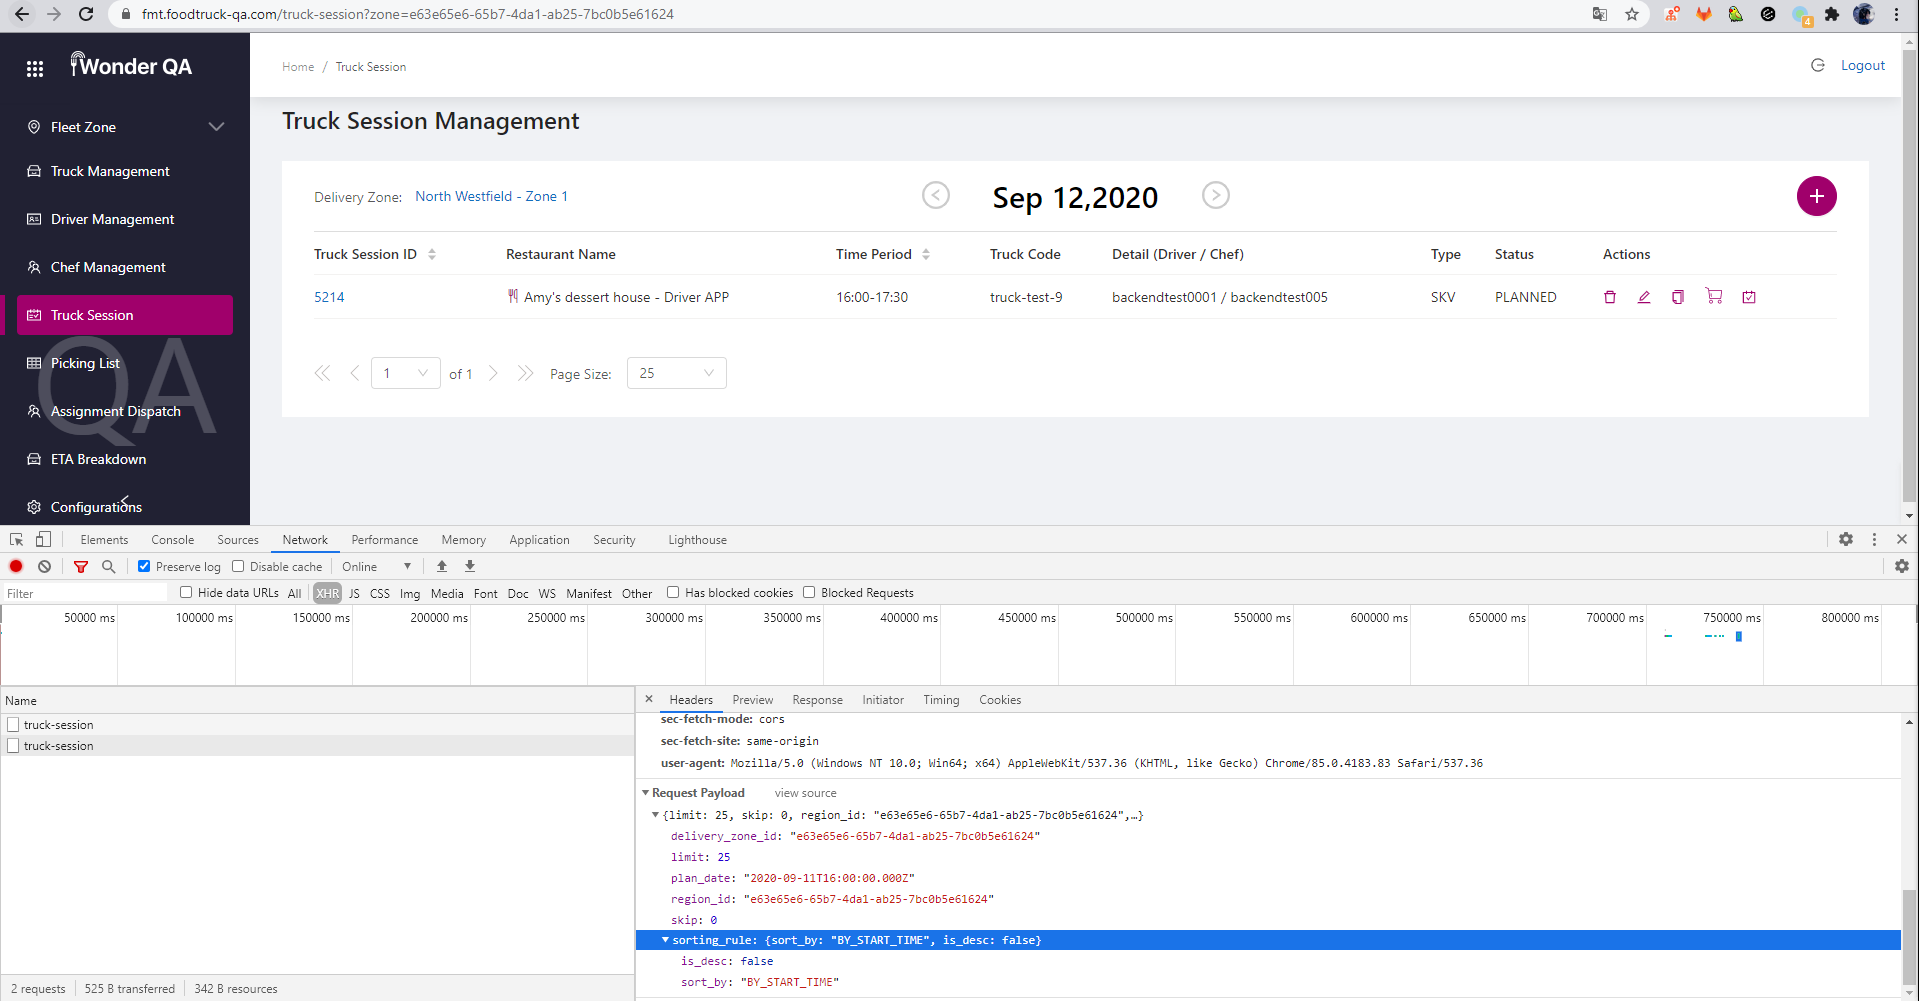 fmt.foodtruck-qa.com/truck-session?zone=e63e65e6-65b7-4da1-ab25-7bc0b5e61624
4
Wonder QA
Home / Truck Session
Logout
Truck Session Management
Fleet Zone
Truck Management
Driver Management
Chef Management
Truck Session
Picking List
QA
Assignment Dispatch
ETA Breakdown
Configurations
Delivery Zone: North Westfield - Zone 1
Sep 12,2020
Truck Session ID Restaurant Name Time Period Truck Code Detail (Driver / Chef) Type Status Actions
5214 Amy's dessert house - Driver APP 16:00-17:30 truck-test-9 backendtest0001 / backendtest005 SKV PLANNED
1 of 1 Page Size: 25
Elements Console Sources Network Performance Memory Application Security Lighthouse
Preserve log Disable cache Online
Filter Hide data URLs All XHR JS CSS Img Media Font Doc WS Manifest Other Has blocked cookies Blocked Requests
50000 ms 100000 ms 150000 ms 200000 ms 250000 ms 300000 ms 350000 ms 400000 ms 450000 ms 500000 ms 550000 ms 600000 ms 650000 ms 700000 ms 750000 ms 800000 ms
Name
truck-session
truck-session
2 requests 525 B transferred 342 B resources
Headers Preview Response Initiator Timing Cookies
sec-fetch-mode: cors
sec-fetch-site: same-origin
user-agent: Mozilla/5.0 (Windows NT 10.0; Win64; x64) AppleWebKit/537.36 (KHTML, like Gecko) Chrome/85.0.4183.83 Safari/537.36
Request Payload view source
{limit: 25, skip: 0, region_id: "e63e65e6-65b7-4da1-ab25-7bc0b5e61624",…}
delivery_zone_id: "e63e65e6-65b7-4da1-ab25-7bc0b5e61624"
limit: 25
plan_date: "2020-09-11T16:00:00.000Z"
region_id: "e63e65e6-65b7-4da1-ab25-7bc0b5e61624"
skip: 0
sorting_rule: {sort_by: "BY_START_TIME", is_desc: false}
is_desc: false
sort_by: "BY_START_TIME"